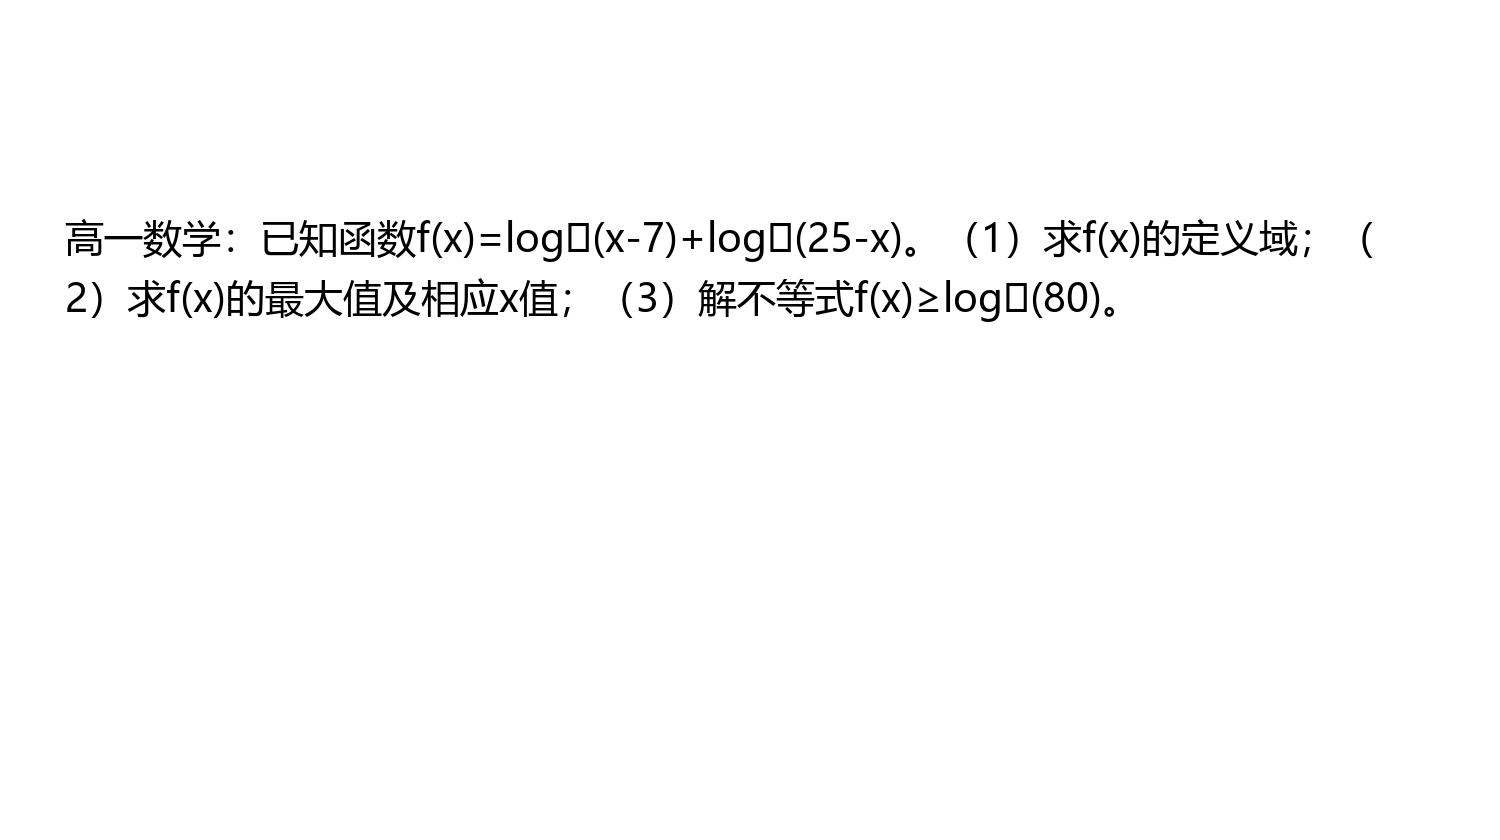 高一数学：已知函数f(x)=log▯(x-7)+log▯(25-x)。（1）求f(x)的定义域；（
2）求f(x)的最大值及相应x值；（3）解不等式f(x)≥log▯(80)。